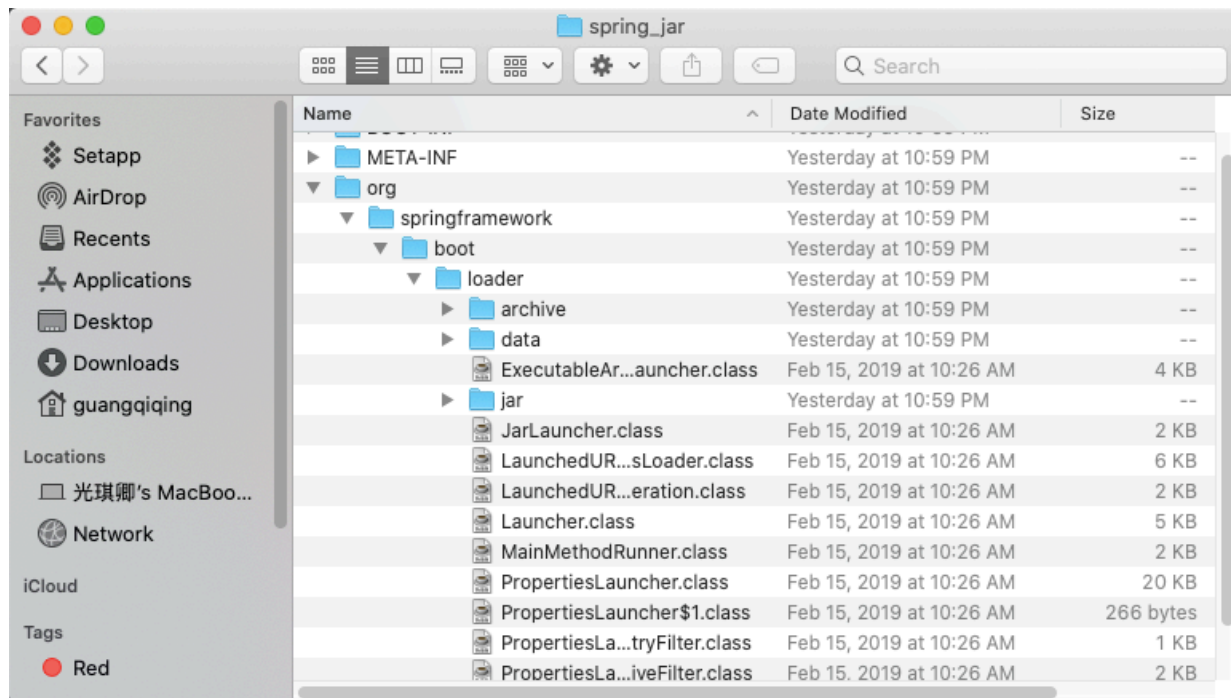 spring_jar
Search
Favorites
Setapp
AirDrop
Recents
Applications
Desktop
Downloads
guangqiqing
Locations
光琪卿's MacBoo...
Network
iCloud
Tags
Red
Name Date Modified Size
META-INF Yesterday at 10:59 PM --
org Yesterday at 10:59 PM --
springframework Yesterday at 10:59 PM --
boot Yesterday at 10:59 PM --
loader Yesterday at 10:59 PM --
archive Yesterday at 10:59 PM --
data Yesterday at 10:59 PM --
ExecutableAr...auncher.class Feb 15, 2019 at 10:26 AM 4 KB
jar Yesterday at 10:59 PM --
JarLauncher.class Feb 15, 2019 at 10:26 AM 2 KB
LaunchedUR...sLoader.class Feb 15, 2019 at 10:26 AM 6 KB
LaunchedUR...eration.class Feb 15, 2019 at 10:26 AM 2 KB
Launcher.class Feb 15, 2019 at 10:26 AM 5 KB
MainMethodRunner.class Feb 15, 2019 at 10:26 AM 2 KB
PropertiesLauncher.class Feb 15, 2019 at 10:26 AM 20 KB
PropertiesLauncher$1.class Feb 15, 2019 at 10:26 AM 266 bytes
PropertiesLa...tryFilter.class Feb 15, 2019 at 10:26 AM 1 KB
PropertiesLa...iveFilter.class Feb 15, 2019 at 10:26 AM 2 KB